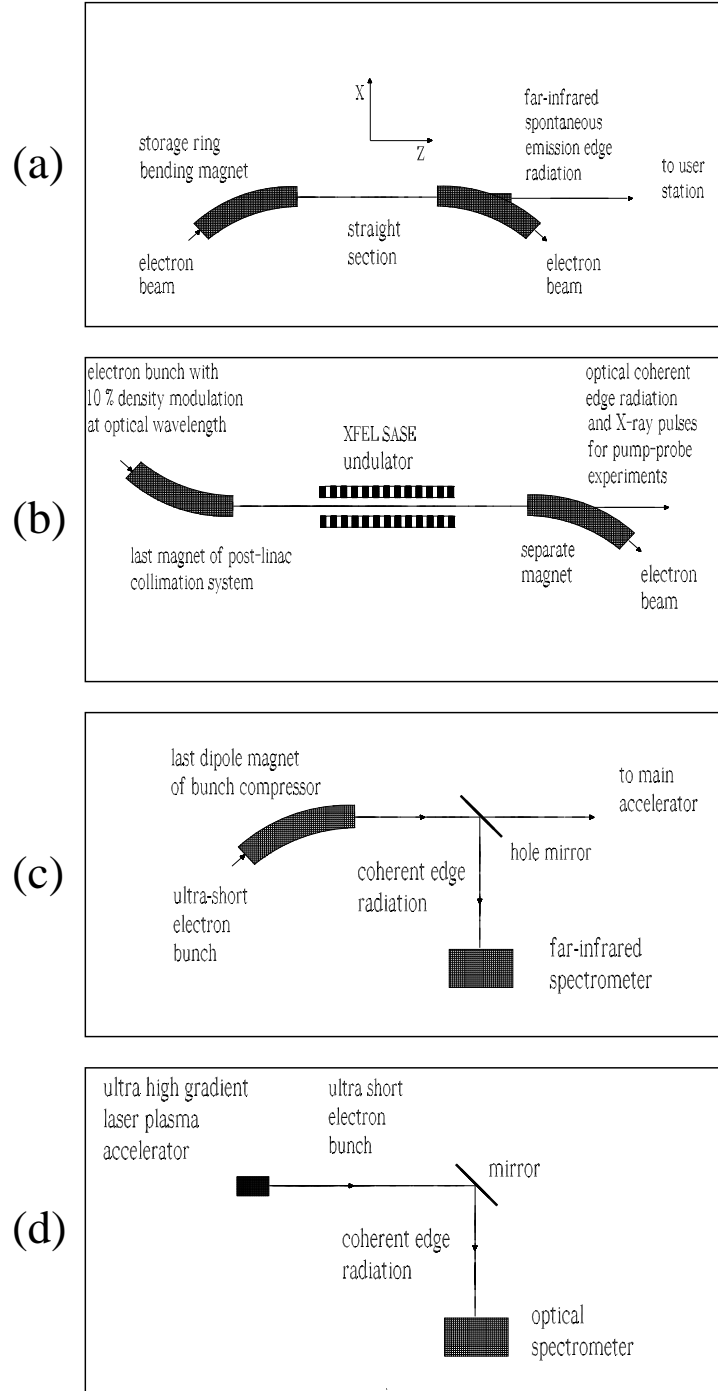 (a)
storage ring
bending magnet
X
Z
far-infrared
spontaneous
emission edge
radiation
to user
station
straight
section
electron
beam
electron
beam
(b)
electron bunch with
10 % density modulation
at optical wavelength
XFEL SASE
undulator
optical coherent
edge radiation
and X-ray pulses
for pump-probe
experiments
last magnet of post-linac
collimation system
separate
magnet
electron
beam
(c)
last dipole magnet
of bunch compressor
to main
accelerator
hole mirror
coherent edge
radiation
ultra-short
electron
bunch
far-infrared
spectrometer
(d)
ultra high gradient
laser plasma
accelerator
ultra short
electron
bunch
mirror
coherent edge
radiation
optical
spectrometer